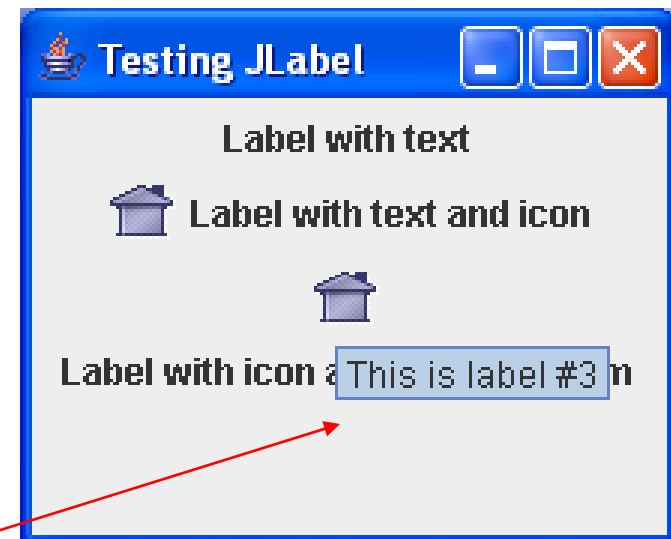 Testing JLabel
Label with text
Label with text and icon
Label with icon
This is label #3